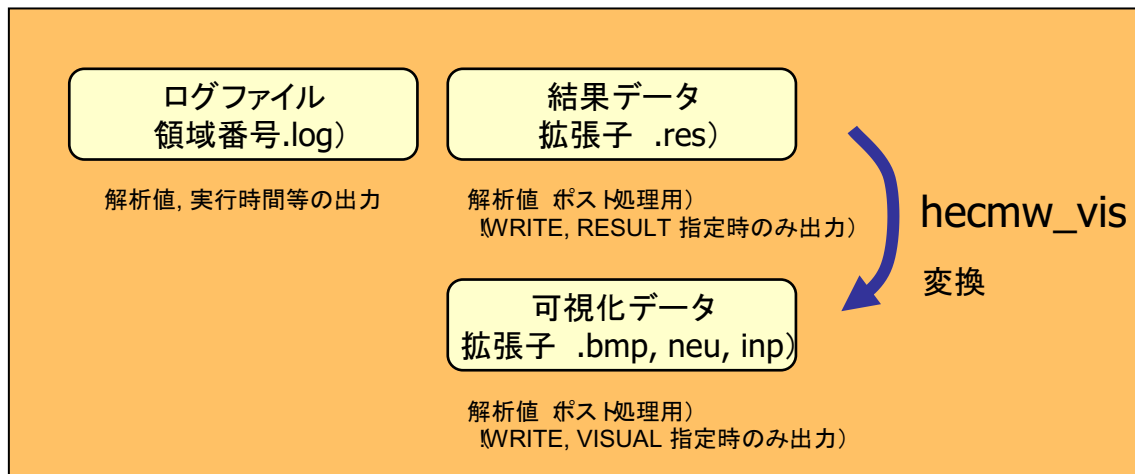 ログファイル
領域番号.log）
解析値, 実行時間等の出力
結果データ
拡張子 .res）
解析値 ポスト処理用）
!WRITE, RESULT 指定時のみ出力）
hecmw_vis
変換
可視化データ
拡張子 .bmp, neu, inp）
解析値 ポスト処理用）
!WRITE, VISUAL 指定時のみ出力）